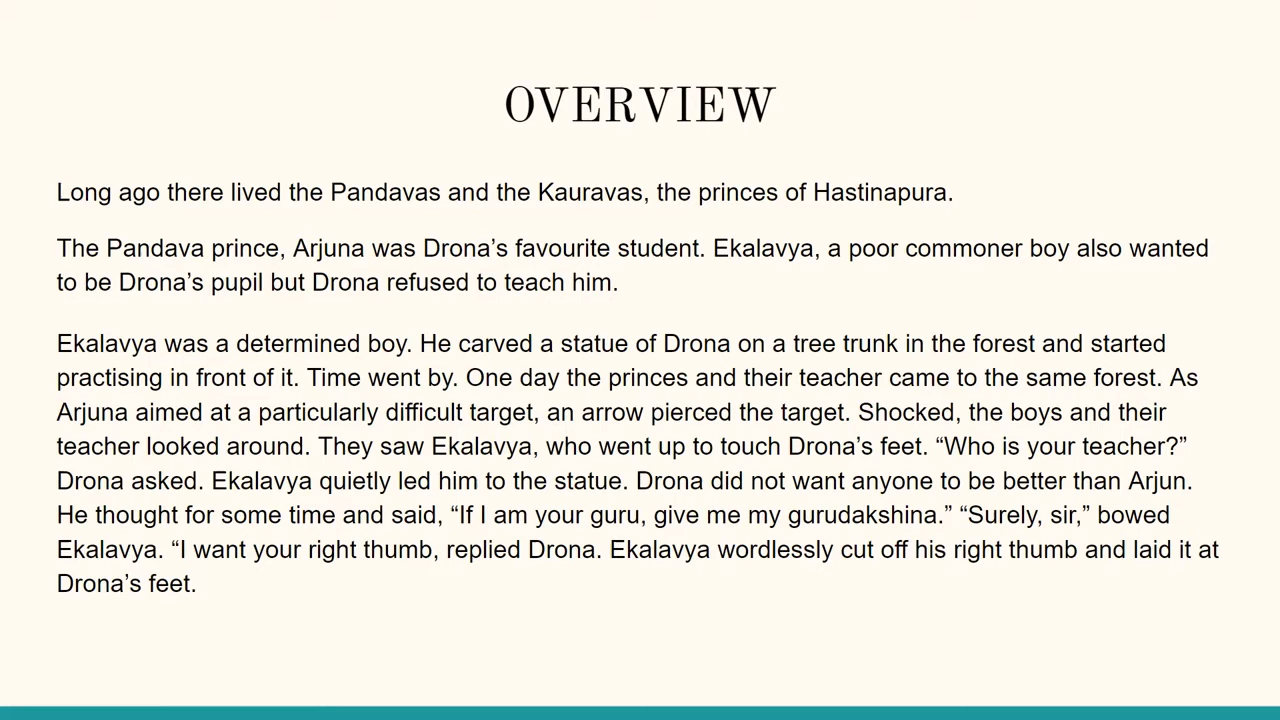 OVERVIEW
Long ago there lived the Pandavas and the Kauravas, the princes of Hastinapura.
The Pandava prince, Arjuna was Drona’s favourite student. Ekalavya, a poor commoner boy also wanted
to be Drona’s pupil but Drona refused to teach him.
Ekalavya was a determined boy. He carved a statue of Drona on a tree trunk in the forest and started
practising in front of it. Time went by. One day the princes and their teacher came to the same forest. As
Arjuna aimed at a particularly difficult target, an arrow pierced the target. Shocked, the boys and their
teacher looked around. They saw Ekalavya, who went up to touch Drona’s feet. “Who is your teacher?”
Drona asked. Ekalavya quietly led him to the statue. Drona did not want anyone to be better than Arjun.
He thought for some time and said, “If I am your guru, give me my gurudakshina.” “Surely, sir,” bowed
Ekalavya. “I want your right thumb, replied Drona. Ekalavya wordlessly cut off his right thumb and laid it at
Drona’s feet.